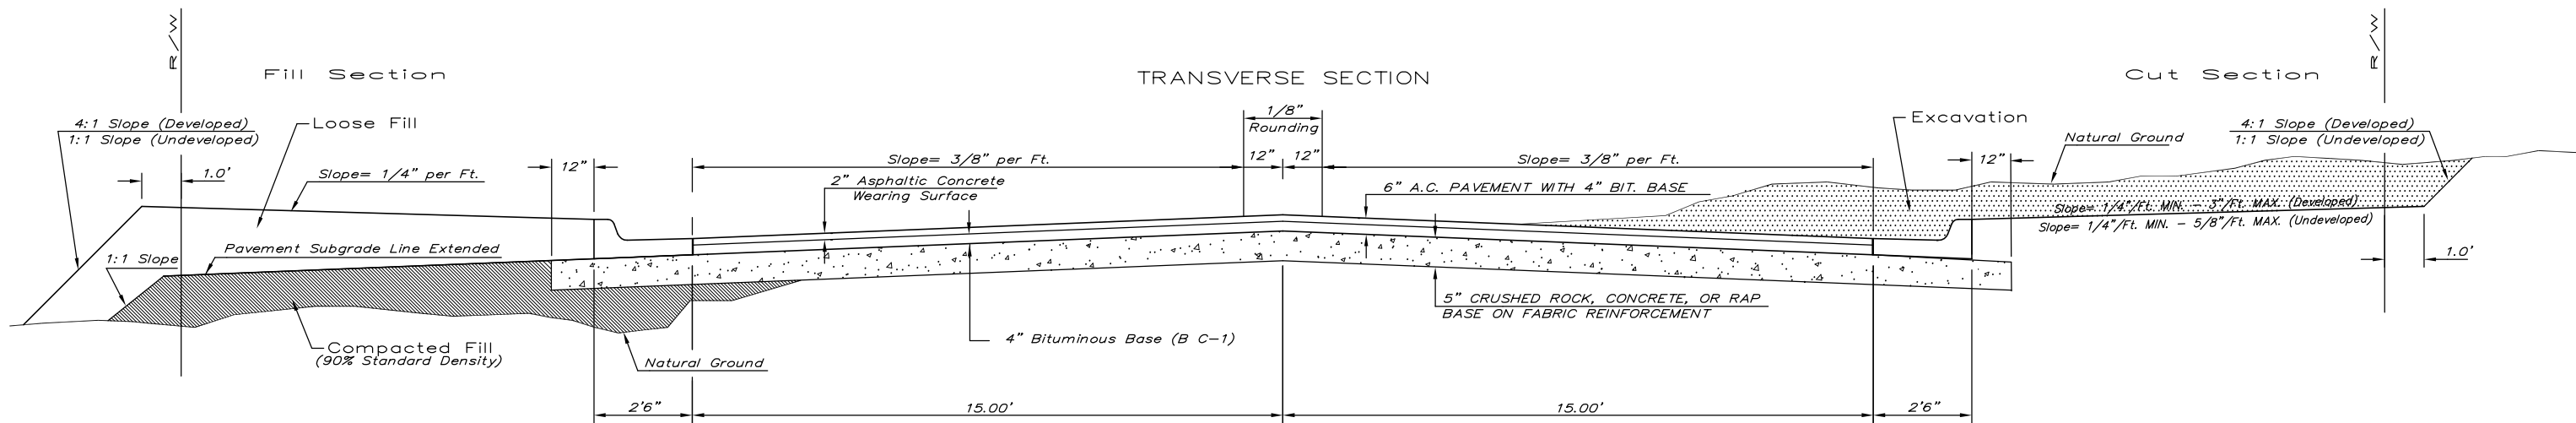 R/W
Fill Section
TRANSVERSE SECTION
Cut Section
R/W
4:1 Slope (Developed)
1:1 Slope (Undeveloped)
Loose Fill
1/8"
Rounding
Excavation
4:1 Slope (Developed)
1:1 Slope (Undeveloped)
Natural Ground
12"
Slope= 3/8" per Ft.
12"
12"
Slope= 3/8" per Ft.
12"
1.0'
Slope= 1/4" per Ft.
2" Asphaltic Concrete
Wearing Surface
6" A.C. PAVEMENT WITH 4" BIT. BASE
Slope= 1/4"/Ft. MIN. - 3"/Ft. MAX. (Developed)
Slope= 1/4"/Ft. MIN. - 5/8"/Ft. MAX. (Undeveloped)
Pavement Subgrade Line Extended
1:1 Slope
1.0'
5" CRUSHED ROCK, CONCRETE, OR RAP
BASE ON FABRIC REINFORCEMENT
4" Bituminous Base (B C-1)
Compacted Fill
(90% Standard Density)
Natural Ground
2'6"
15.00'
15.00'
2'6"